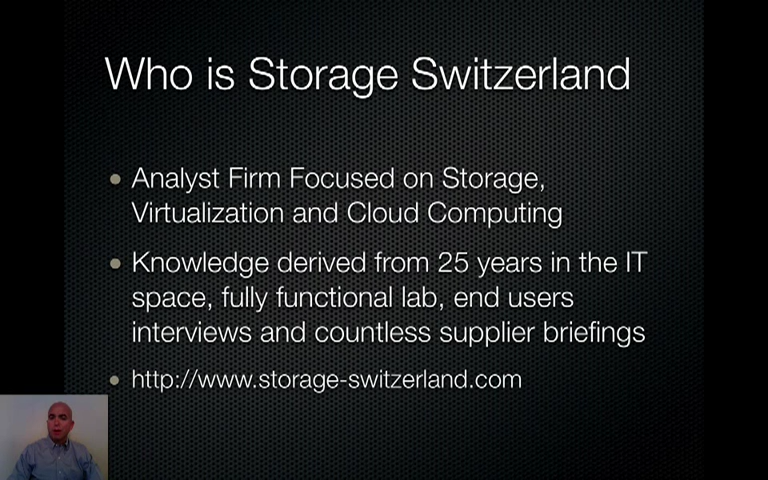 Who is Storage Switzerland
Analyst Firm Focused on Storage,
Virtualization and Cloud Computing
Knowledge derived from 25 years in the IT
space, fully functional lab, end users
interviews and countless supplier briefings
http://www.storage-switzerland.com